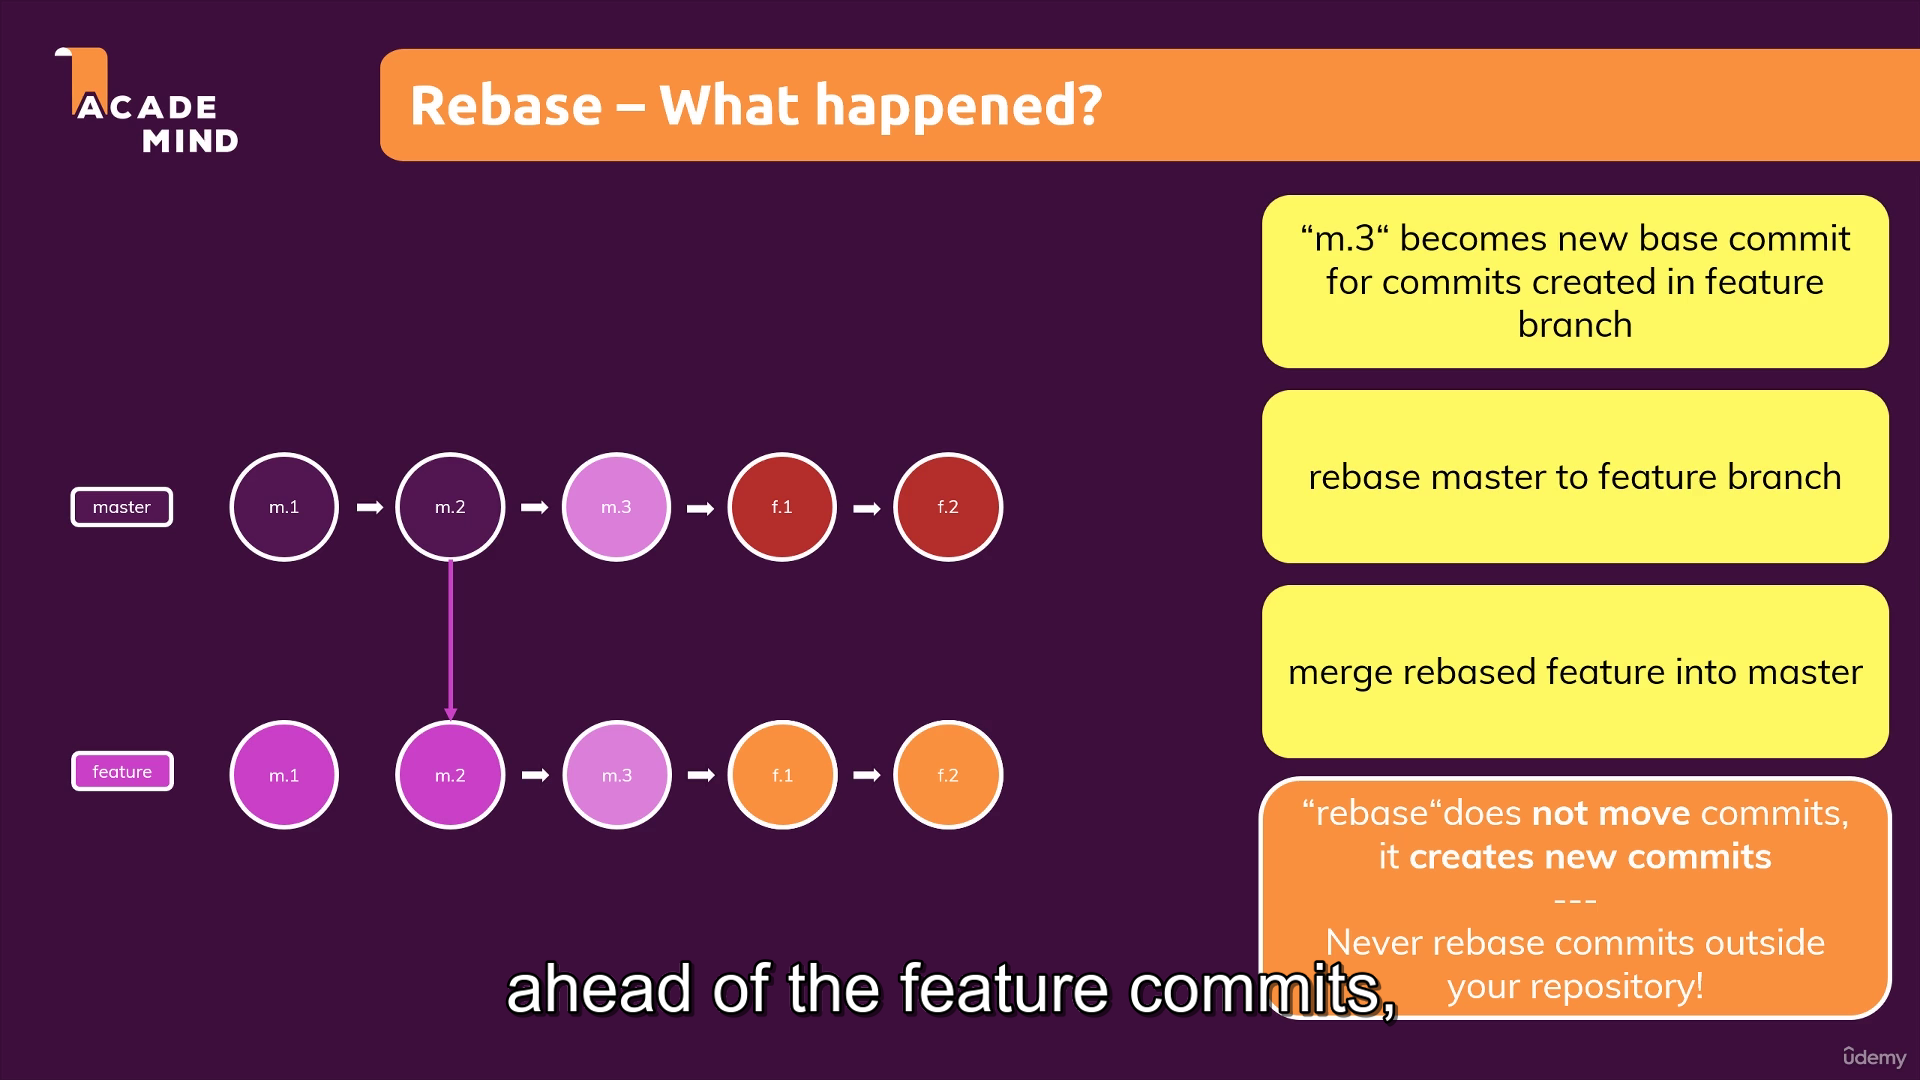 ACADE
MIND
Rebase – What happened?
“m.3“ becomes new base commit
for commits created in feature
branch
rebase master to feature branch
merge rebased feature into master
“rebase“does not move commits,
it creates new commits
---
Never rebase commits outside
your repository!
master
m.1
m.2
m.3
f.1
f.2
feature
m.1
m.2
m.3
f.1
f.2
ahead of the feature commits,
ûdemy